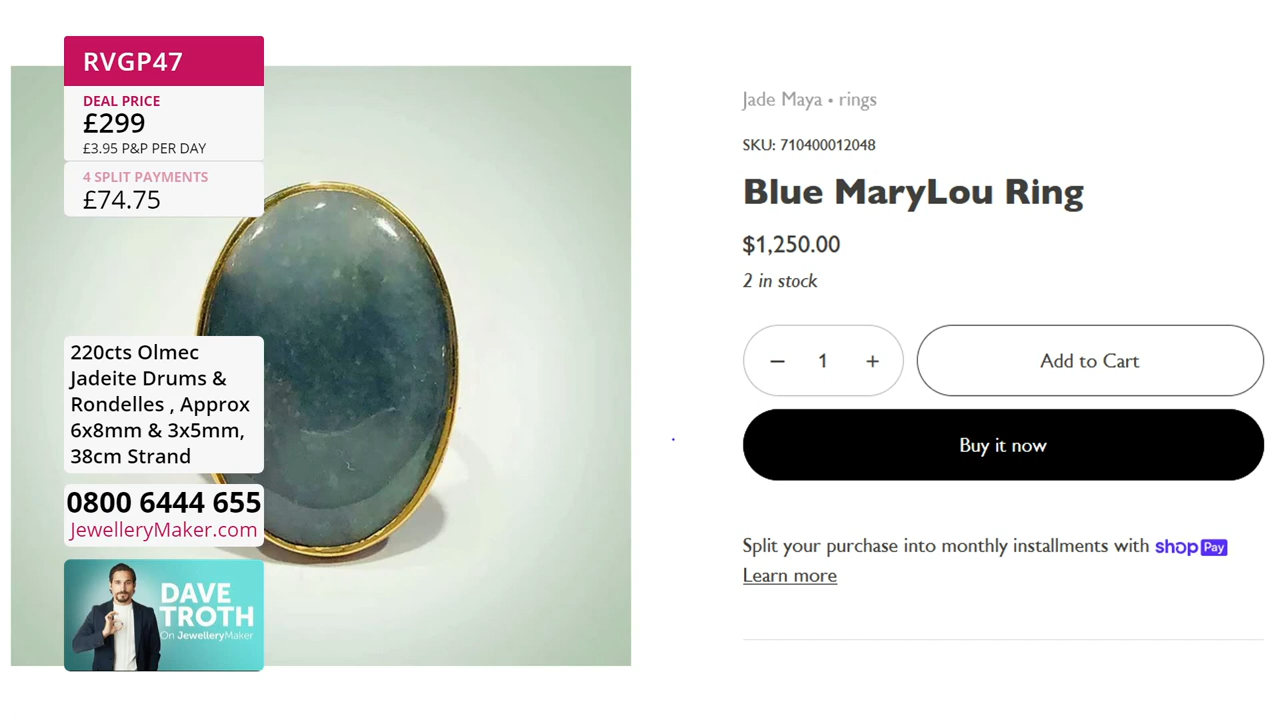 RVGP47
DEAL PRICE
£299
£3.95 P&P PER DAY
4 SPLIT PAYMENTS
£74.75
220cts Olmec
Jadeite Drums &
Rondelles , Approx
6x8mm & 3x5mm,
38cm Strand
0800 6444 655
JewelleryMaker.com
DAVE
TROTH
On JewelleryMaker
Jade Maya • rings
SKU: 710400012048
Blue MaryLou Ring
$1,250.00
2 in stock
− 1 +
Add to Cart
Buy it now
Split your purchase into monthly installments with shop Pay
Learn more